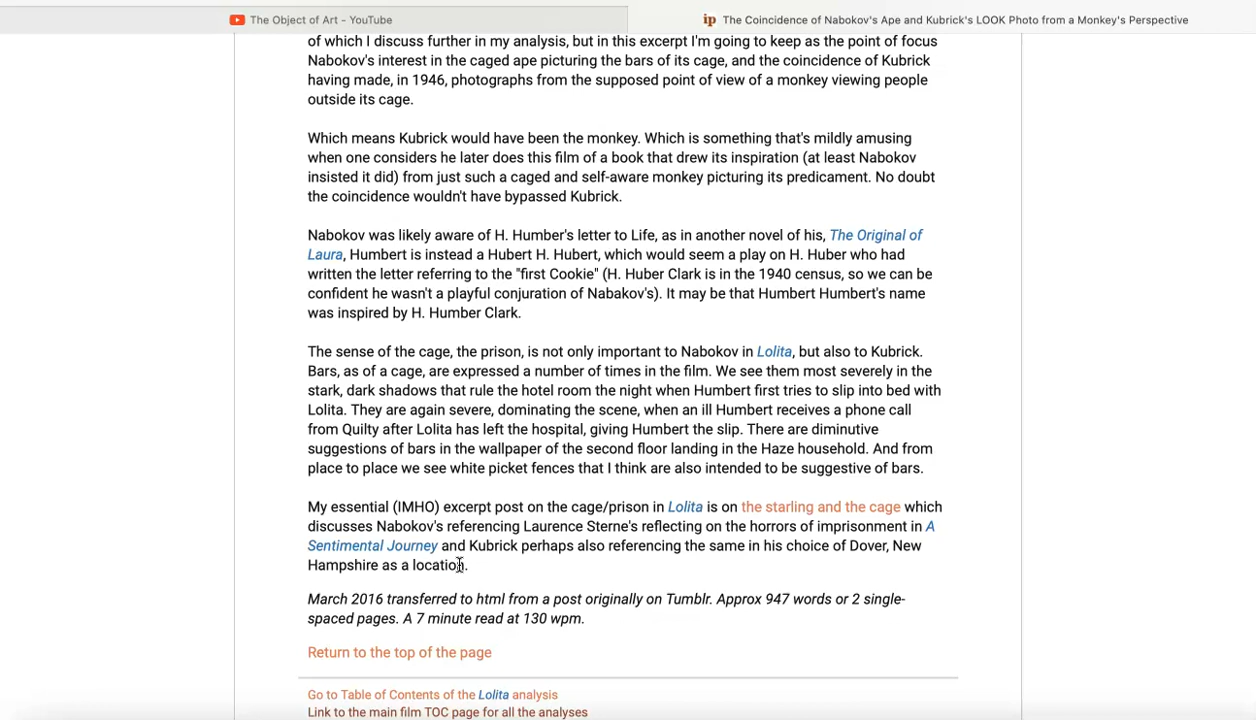 The Object of Art - YouTube
ip The Coincidence of Nabokov's Ape and Kubrick's LOOK Photo from a Monkey's Perspective
of which I discuss further in my analysis, but in this excerpt I'm going to keep as the point of focus
Nabokov's interest in the caged ape picturing the bars of its cage, and the coincidence of Kubrick
having made, in 1946, photographs from the supposed point of view of a monkey viewing people
outside its cage.
Which means Kubrick would have been the monkey. Which is something that's mildly amusing
when one considers he later does this film of a book that drew its inspiration (at least Nabokov
insisted it did) from just such a caged and self-aware monkey picturing its predicament. No doubt
the coincidence wouldn't have bypassed Kubrick.
Nabokov was likely aware of H. Humber's letter to Life, as in another novel of his, The Original of
Laura, Humbert is instead a Hubert H. Hubert, which would seem a play on H. Huber who had
written the letter referring to the "first Cookie" (H. Huber Clark is in the 1940 census, so we can be
confident he wasn't a playful conjuration of Nabakov's). It may be that Humbert Humbert's name
was inspired by H. Humber Clark.
The sense of the cage, the prison, is not only important to Nabokov in Lolita, but also to Kubrick.
Bars, as of a cage, are expressed a number of times in the film. We see them most severely in the
stark, dark shadows that rule the hotel room the night when Humbert first tries to slip into bed with
Lolita. They are again severe, dominating the scene, when an ill Humbert receives a phone call
from Quilty after Lolita has left the hospital, giving Humbert the slip. There are diminutive
suggestions of bars in the wallpaper of the second floor landing in the Haze household. And from
place to place we see white picket fences that I think are also intended to be suggestive of bars.
My essential (IMHO) excerpt post on the cage/prison in Lolita is on the starling and the cage which
discusses Nabokov's referencing Laurence Sterne's reflecting on the horrors of imprisonment in A
Sentimental Journey and Kubrick perhaps also referencing the same in his choice of Dover, New
Hampshire as a location.
March 2016 transferred to html from a post originally on Tumblr. Approx 947 words or 2 single-
spaced pages. A 7 minute read at 130 wpm.
Return to the top of the page
Go to Table of Contents of the Lolita analysis
Link to the main film TOC page for all the analyses